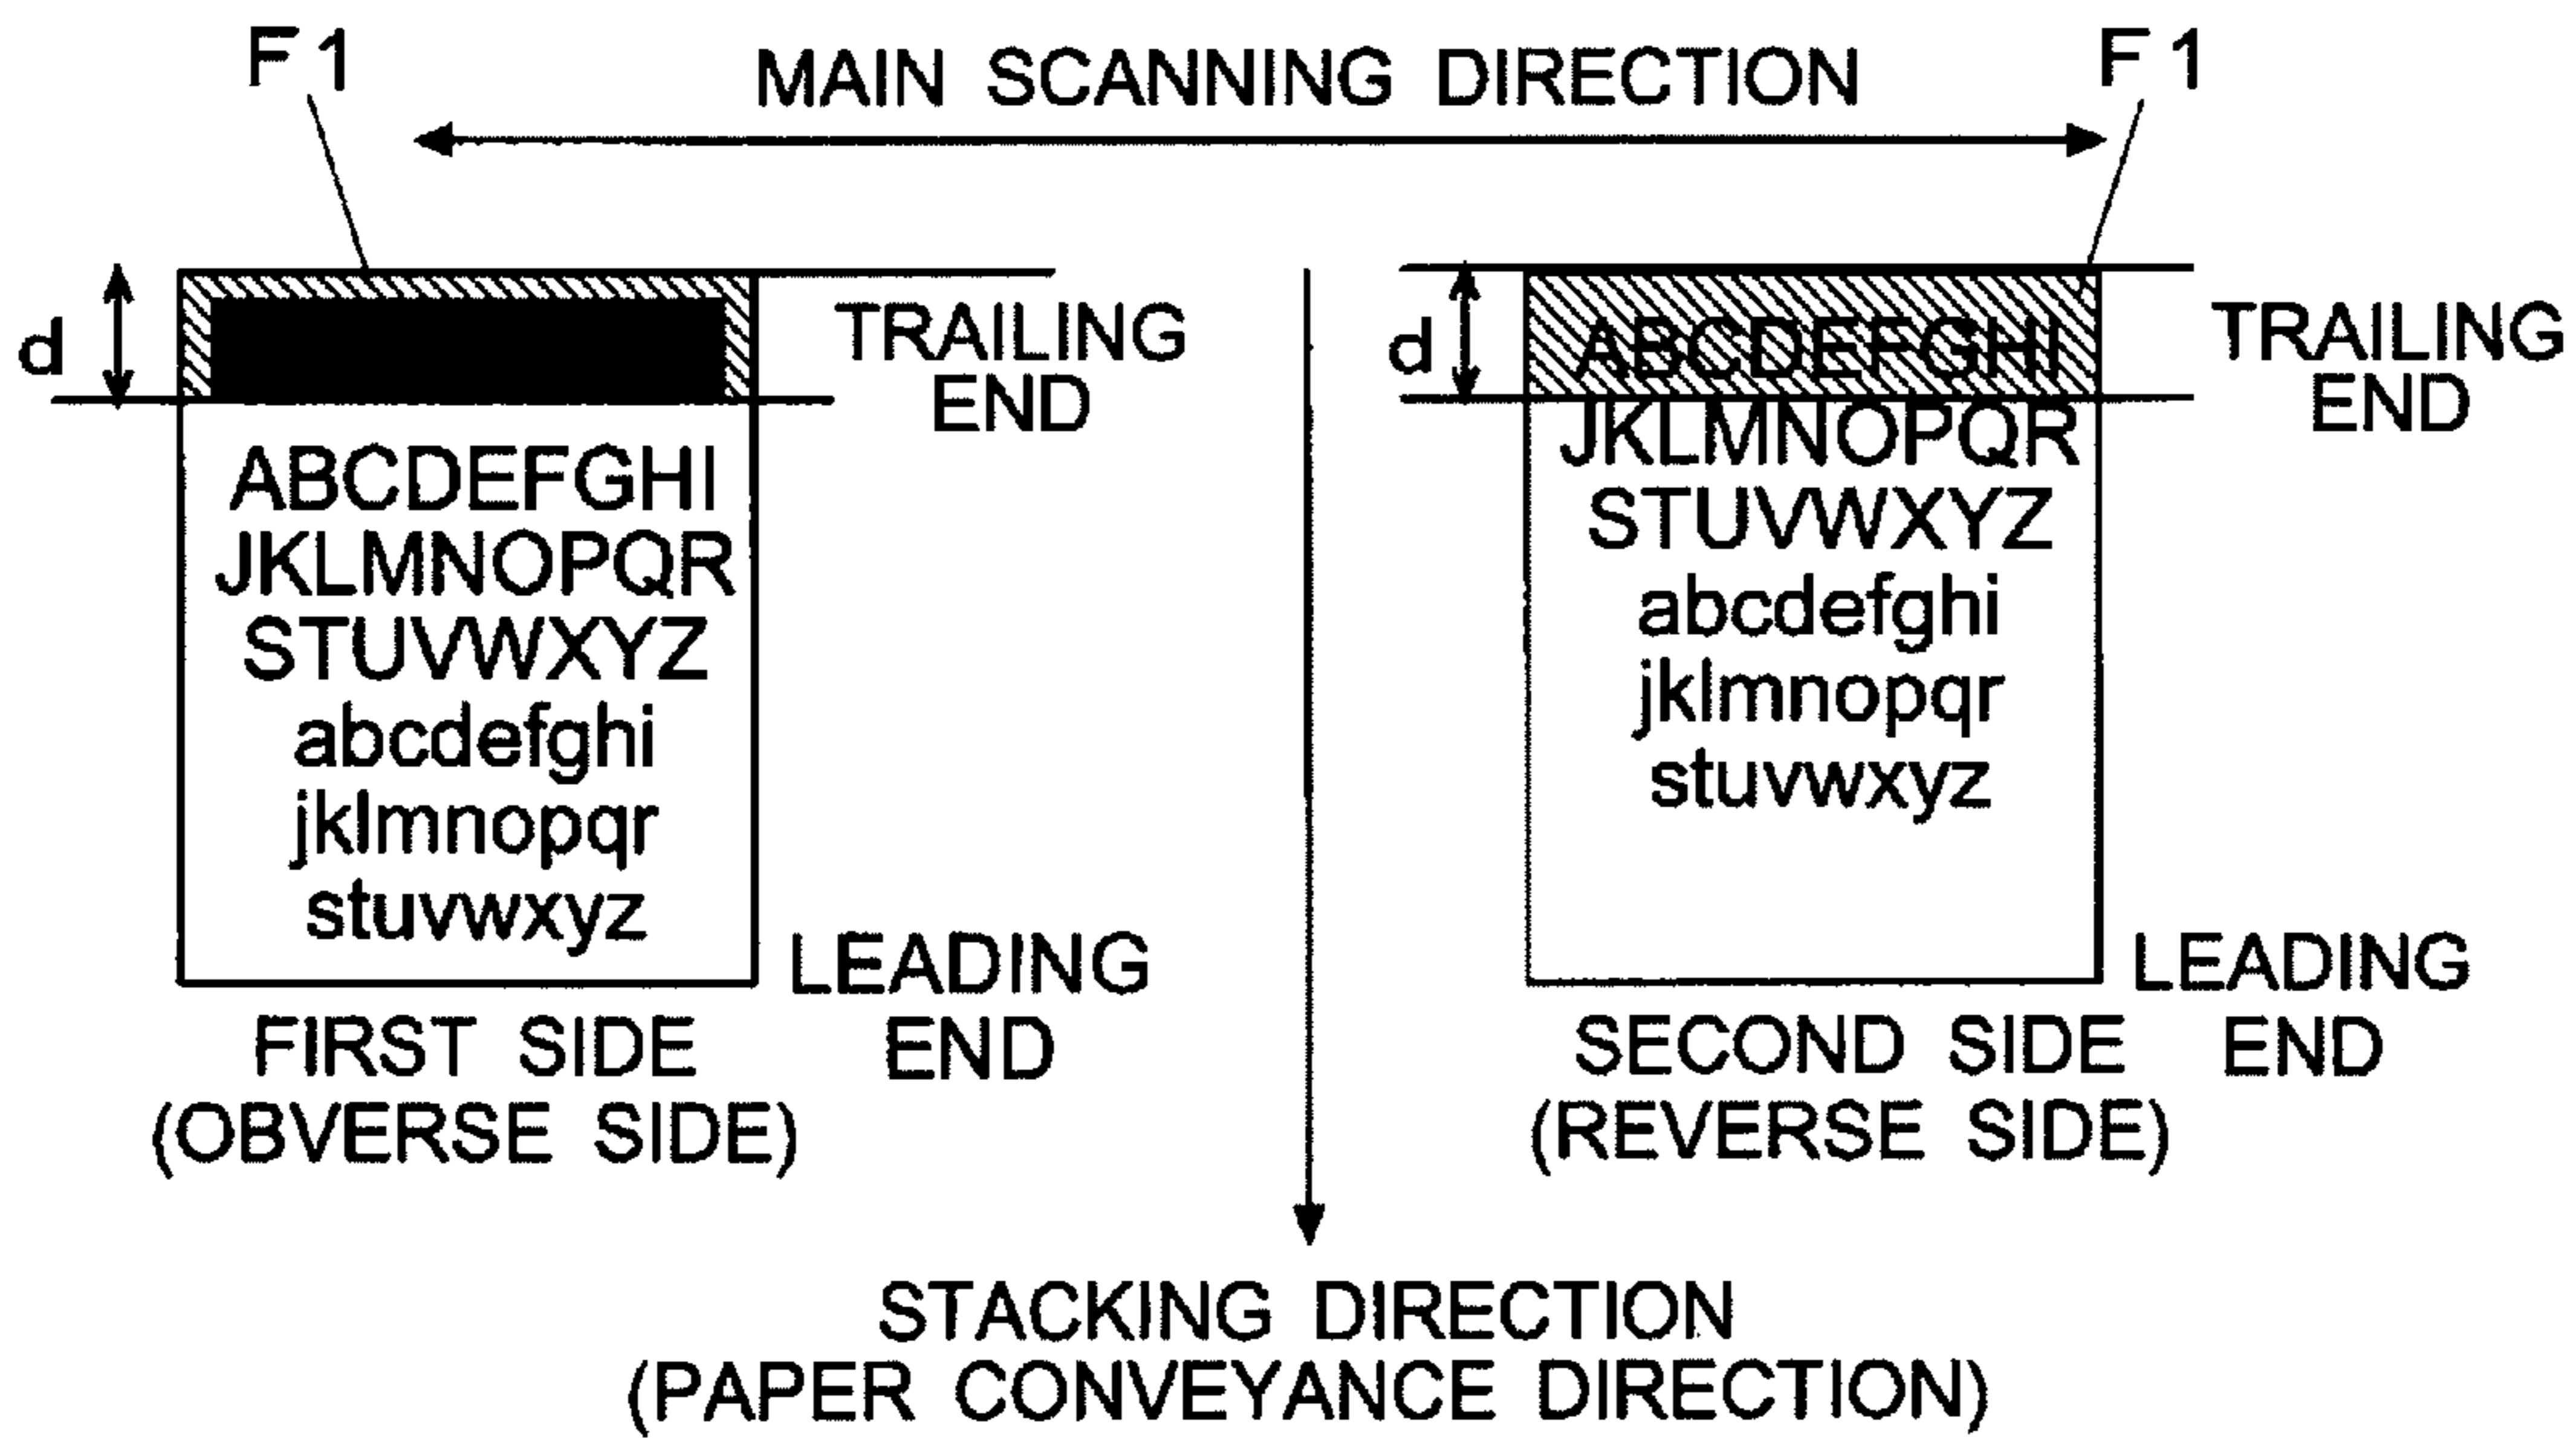 F1
MAIN SCANNING DIRECTION
F1
d
TRAILING
END
ABCDEFGHI
JKLMNOPQR
STUVWXYZ
abcdefghi
jklmnopqr
stuvwxyz
LEADING
END
FIRST SIDE
(OBVERSE SIDE)
d
ABCDEFGHI
JKLMNOPQR
STUVWXYZ
abcdefghi
jklmnopqr
stuvwxyz
TRAILING
END
LEADING
END
SECOND SIDE
(REVERSE SIDE)
STACKING DIRECTION
(PAPER CONVEYANCE DIRECTION)